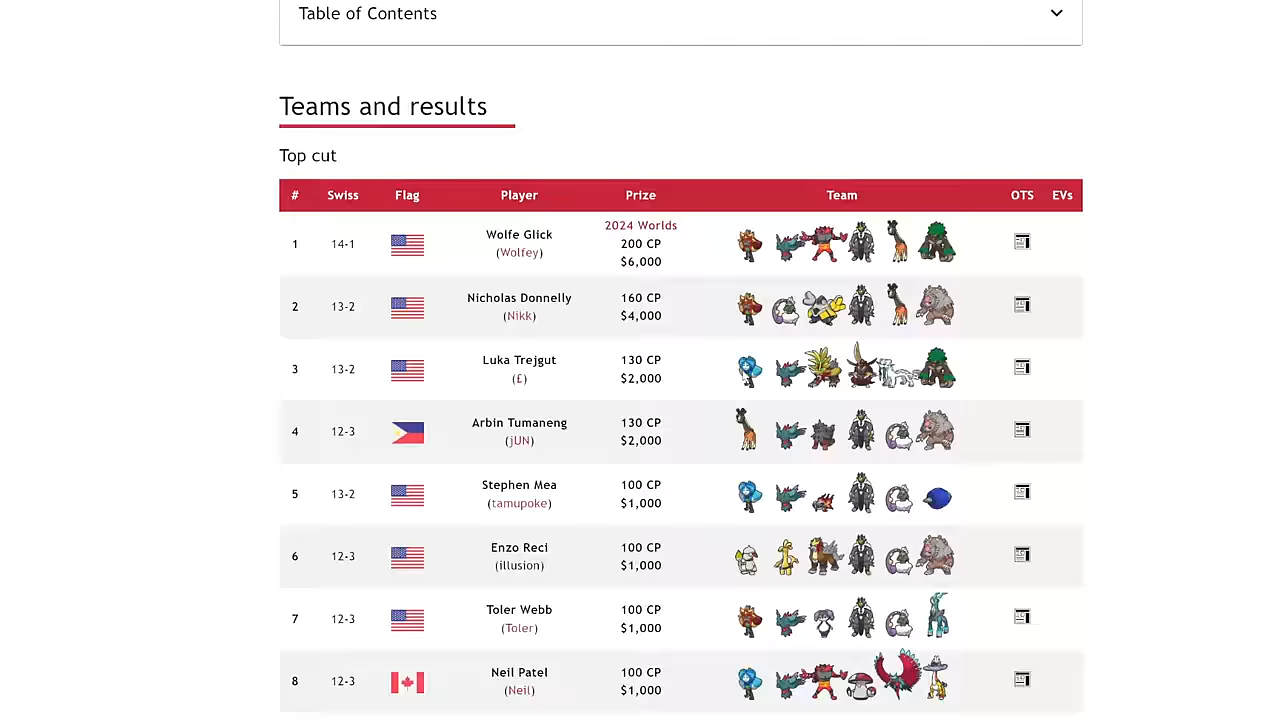 Table of Contents
Teams and results
Top cut
# Swiss Flag Player Prize Team OTS EVs
1 14-1 Wolfe Glick (Wolfey) 2024 Worlds 200 CP $6,000
2 13-2 Nicholas Donnelly (Nikk) 160 CP $4,000
3 13-2 Luka Trejgut (£) 130 CP $2,000
4 12-3 Arbin Tumaneng (jUN) 130 CP $2,000
5 13-2 Stephen Mea (tamupoke) 100 CP $1,000
6 12-3 Enzo Reci (illusion) 100 CP $1,000
7 12-3 Toler Webb (Toler) 100 CP $1,000
8 12-3 Neil Patel (Neil) 100 CP $1,000